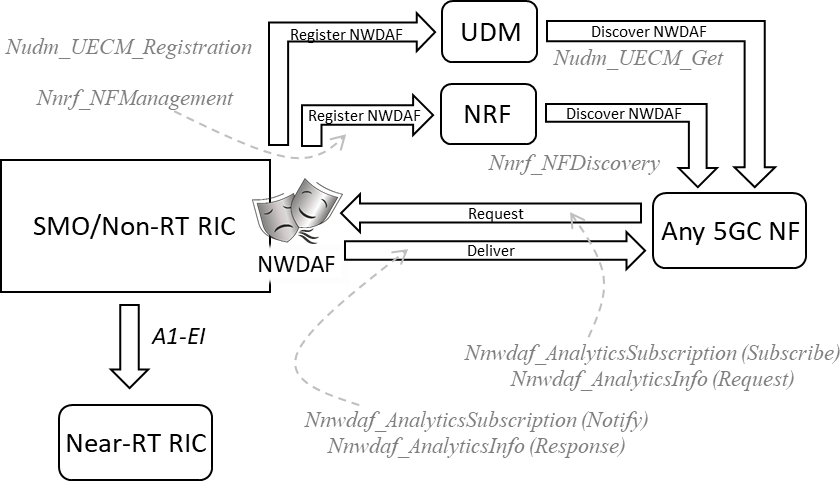 Nudm_UECM_Registration
Register NWDAF
UDM
Discover NWDAF
Nudm_UECM_Get
Nnrf_NFManagement
Register NWDAF
NRF
Discover NWDAF
Nnrf_NFDiscovery
SMO/Non-RT RIC
NWDAF
Request
Deliver
Any 5GC NF
A1-EI
Nnwdaf_AnalyticsSubscription (Subscribe)
Nnwdaf_AnalyticsInfo (Request)
Near-RT RIC
Nnwdaf_AnalyticsSubscription (Notify)
Nnwdaf_AnalyticsInfo (Response)